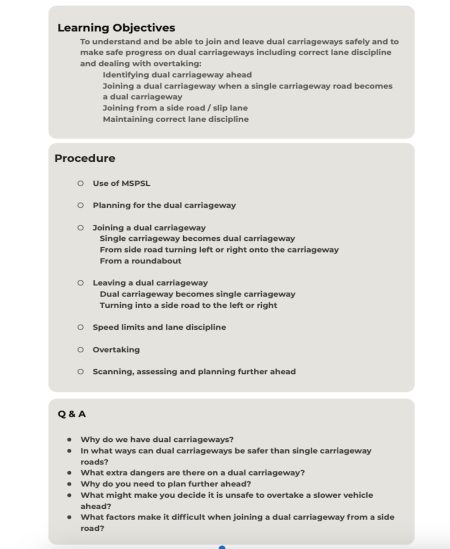 Learning Objectives
To understand and be able to join and leave dual carriageways safely and to
make safe progress on dual carriageways including correct lane discipline
and dealing with overtaking:
Identifying dual carriageway ahead
Joining a dual carriageway when a single carriageway road becomes
a dual carriageway
Joining from a side road / slip lane
Maintaining correct lane discipline
Procedure
Use of MSPSL
Planning for the dual carriageway
Joining a dual carriageway
Single carriageway becomes dual carriageway
From side road turning left or right onto the carriageway
From a roundabout
Leaving a dual carriageway
Dual carriageway becomes single carriageway
Turning into a side road to the left or right
Speed limits and lane discipline
Overtaking
Scanning, assessing and planning further ahead
Q & A
Why do we have dual carriageways?
In what ways can dual carriageways be safer than single carriageway
roads?
What extra dangers are there on a dual carriageway?
Why do you need to plan further ahead?
What might make you decide it is unsafe to overtake a slower vehicle
ahead?
What factors make it difficult when joining a dual carriageway from a side
road?